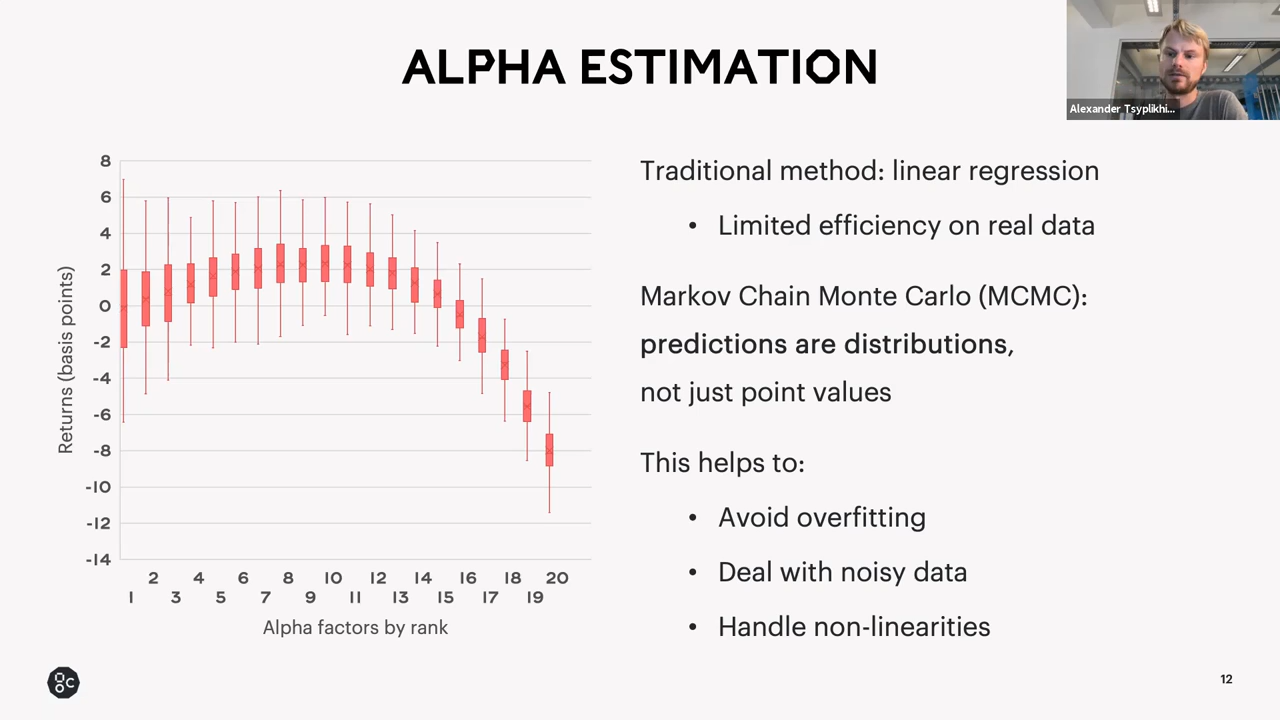 ALPHA ESTIMATION
Alexander Tsyplikhi...
8
6
4
2
0
-2
-4
-6
-8
-10
-12
-14
Returns (basis points)
2 4 6 8 10 12 14 16 18 20
1 3 5 7 9 11 13 15 17 19
Alpha factors by rank
Traditional method: linear regression
• Limited efficiency on real data
Markov Chain Monte Carlo (MCMC):
predictions are distributions,
not just point values
This helps to:
• Avoid overfitting
• Deal with noisy data
• Handle non-linearities
12